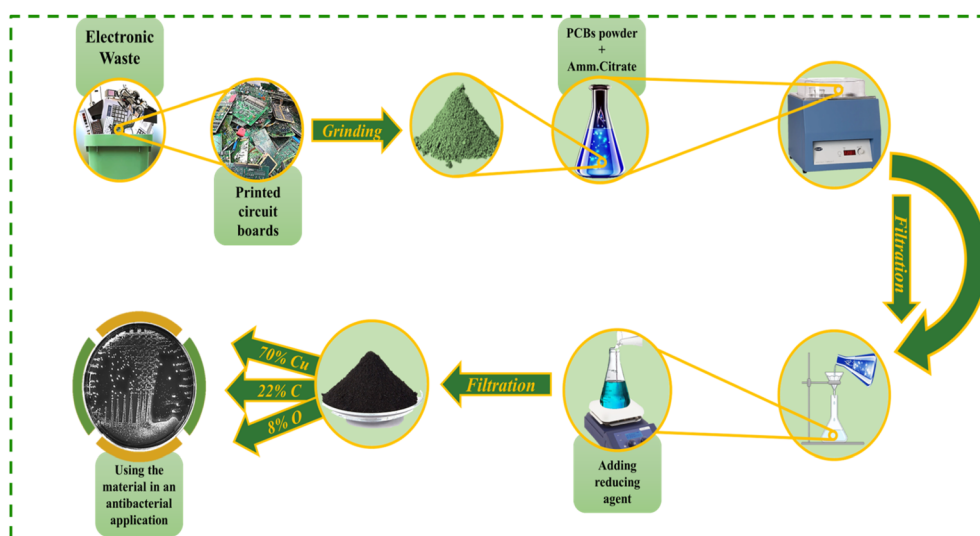 Electronic
Waste
PCBs powder
+
Amm.Citrate
Grinding
Printed
circuit
boards
Filtration
70% Cu
22% C
8% O
Filtration
Using the
material in an
antibacterial
application
Adding
reducing
agent